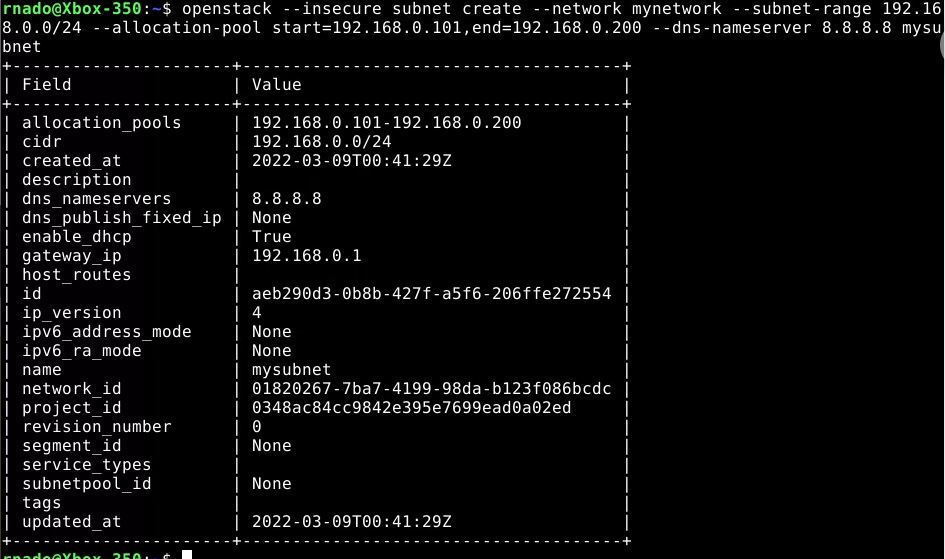 rnado@Xbox-350:~$ openstack --insecure subnet create --network mynetwork --subnet-range 192.16
8.0.0/24 --allocation-pool start=192.168.0.101,end=192.168.0.200 --dns-nameserver 8.8.8.8 mysu
bnet
+----------------------+--------------------------------------+
| Field                | Value                                |
+----------------------+--------------------------------------+
| allocation_pools     | 192.168.0.101-192.168.0.200          |
| cidr                 | 192.168.0.0/24                       |
| created_at           | 2022-03-09T00:41:29Z                 |
| description          |                                      |
| dns_nameservers      | 8.8.8.8                              |
| dns_publish_fixed_ip | None                                 |
| enable_dhcp          | True                                 |
| gateway_ip           | 192.168.0.1                          |
| host_routes          |                                      |
| id                   | aeb290d3-0b8b-427f-a5f6-206ffe272554 |
| ip_version           | 4                                    |
| ipv6_address_mode    | None                                 |
| ipv6_ra_mode         | None                                 |
| name                 | mysubnet                             |
| network_id           | 01820267-7ba7-4199-98da-b123f086bcdc |
| project_id           | 0348ac84cc9842e395e7699ead0a02ed     |
| revision_number      | 0                                    |
| segment_id           | None                                 |
| service_types        |                                      |
| subnetpool_id        | None                                 |
| tags                 |                                      |
| updated_at           | 2022-03-09T00:41:29Z                 |
+----------------------+--------------------------------------+
rnado@Xbox-350:~$